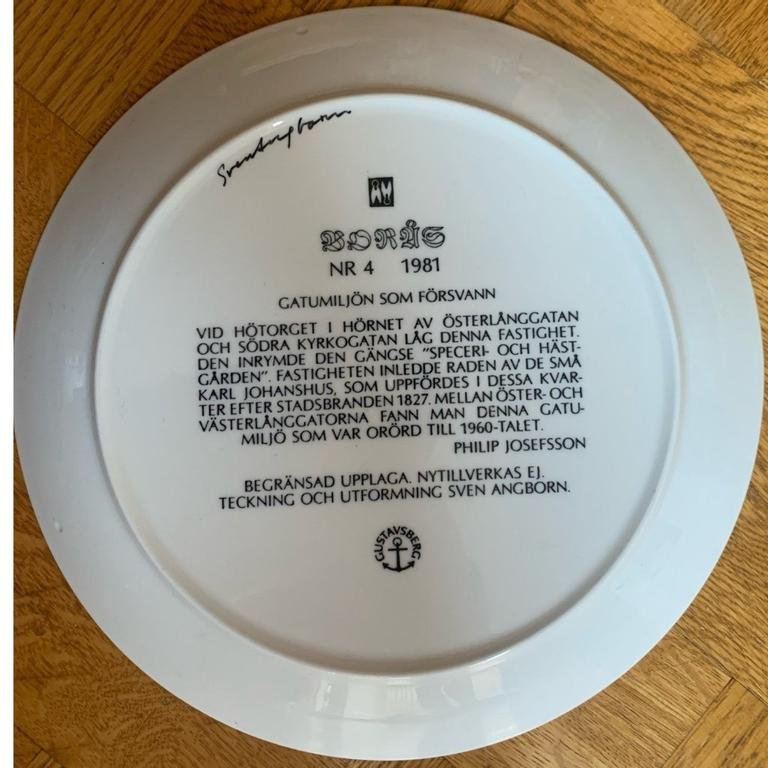 Sven Angborn
BORÅS
NR 4 1981
GATUMILJÖN SOM FÖRSVANN
VID HÖTORGET I HÖRNET AV ÖSTERLÅNGGATAN
OCH SÖDRA KYRKOGATAN LÅG DENNA FASTIGHET.
DEN INRYMDE DEN GÄNGSE "SPECERI- OCH HÄST-
GÅRDEN". FASTIGHETEN INLEDDE RADEN AV DE SMÅ
KARL JOHANSHUS, SOM UPPFÖRDES I DESSA KVAR-
TER EFTER STADSBRANDEN 1827. MELLAN ÖSTER- OCH
VÄSTERLÅNGGATORNA FANN MAN DENNA GATU-
MILJÖ SOM VAR ORÖRD TILL 1960-TALET.
PHILIP JOSEFSSON
BEGRÄNSAD UPPLAGA. NYTILLVERKAS EJ.
TECKNING OCH UTFORMNING SVEN ANGBORN.
GUSTAVSBERG